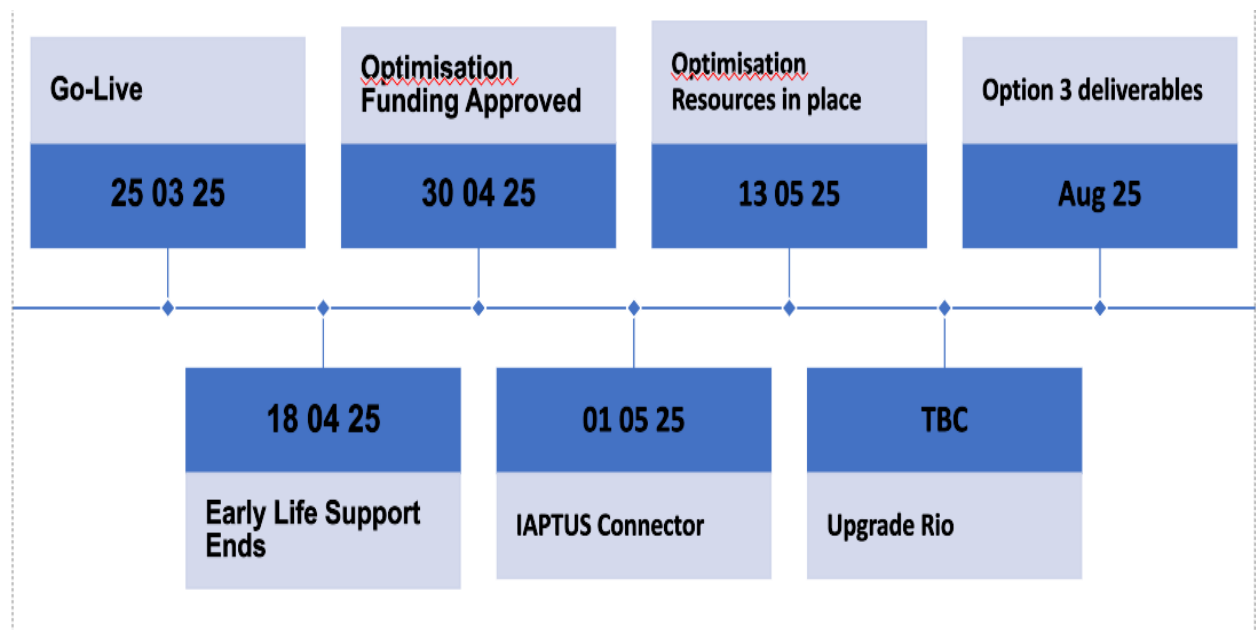 Go-Live
25 03 25
Optimisation
Funding Approved
30 04 25
Optimisation
Resources in place
13 05 25
Option 3 deliverables
Aug 25
18 04 25
Early Life Support
Ends
01 05 25
IAPTUS Connector
TBC
Upgrade Rio